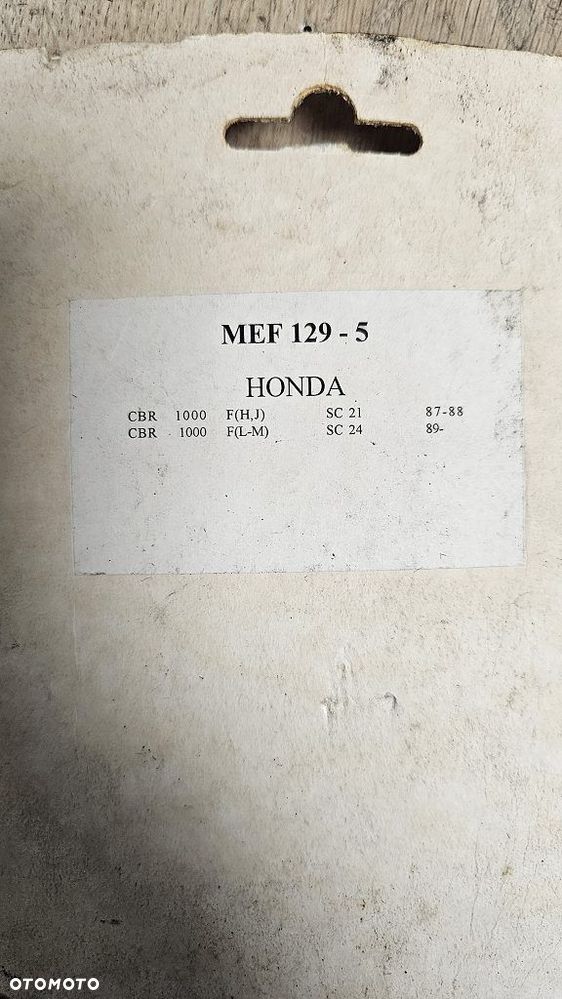 MEF 129 - 5
HONDA
CBR 1000 F(H,J) SC 21 87-88
CBR 1000 F(L-M) SC 24 89-
OTOMOTO